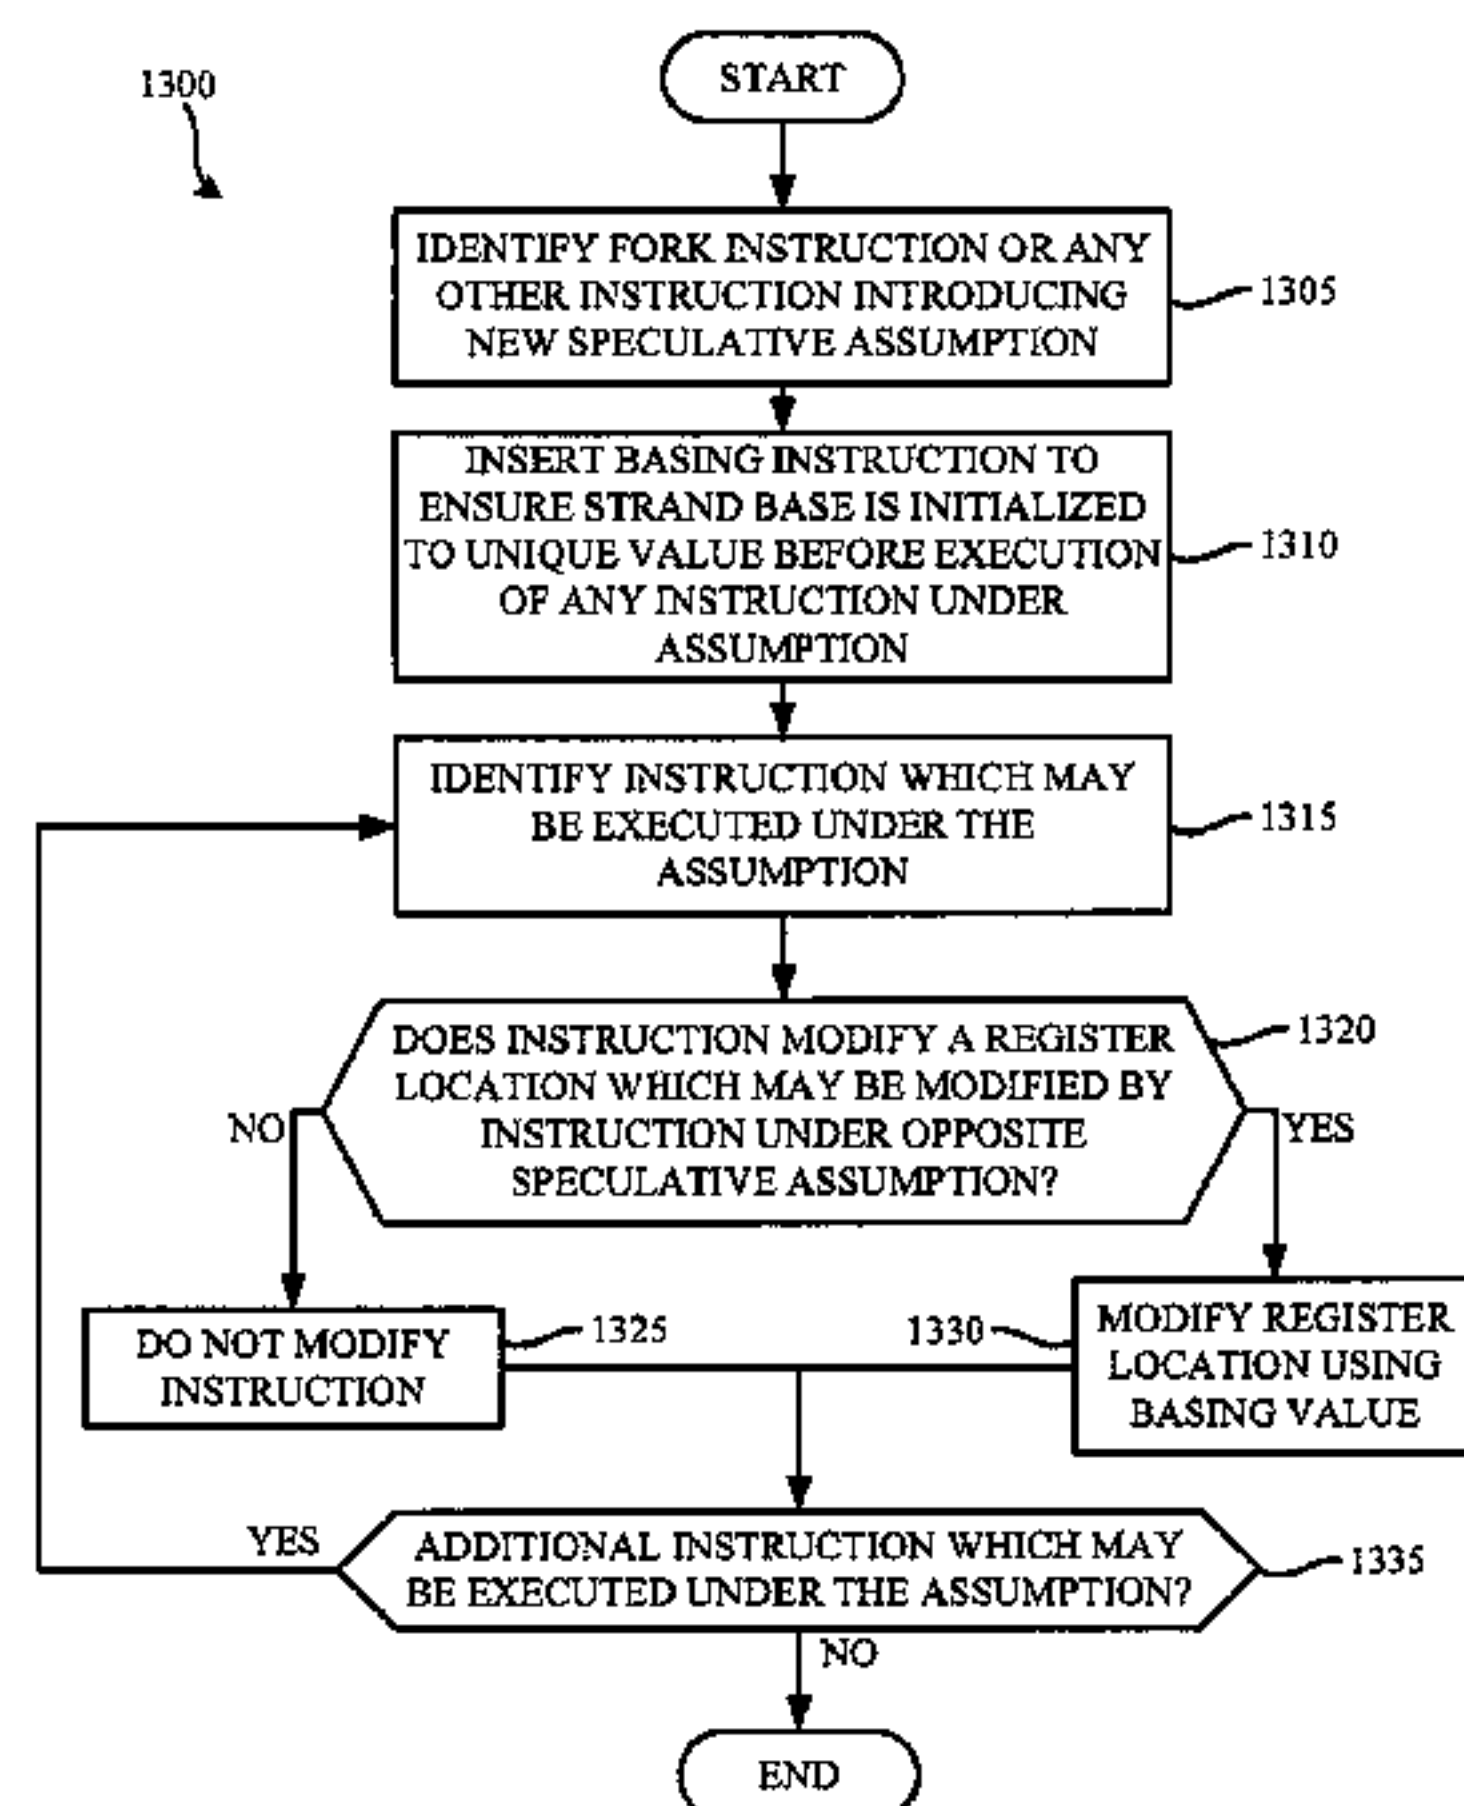 START
1300
IDENTIFY FORK INSTRUCTION OR ANY
OTHER INSTRUCTION INTRODUCING
NEW SPECULATIVE ASSUMPTION
1305
INSERT BASING INSTRUCTION TO
ENSURE STRAND BASE IS INITIALIZED
TO UNIQUE VALUE BEFORE EXECUTION
OF ANY INSTRUCTION UNDER
ASSUMPTION
1310
IDENTIFY INSTRUCTION WHICH MAY
BE EXECUTED UNDER THE
ASSUMPTION
1315
DOES INSTRUCTION MODIFY A REGISTER
LOCATION WHICH MAY BE MODIFIED BY
INSTRUCTION UNDER OPPOSITE
SPECULATIVE ASSUMPTION?
1320
NO
YES
DO NOT MODIFY
INSTRUCTION
1325
1330
MODIFY REGISTER
LOCATION USING
BASING VALUE
YES
ADDITIONAL INSTRUCTION WHICH MAY
BE EXECUTED UNDER THE ASSUMPTION?
1335
NO
END